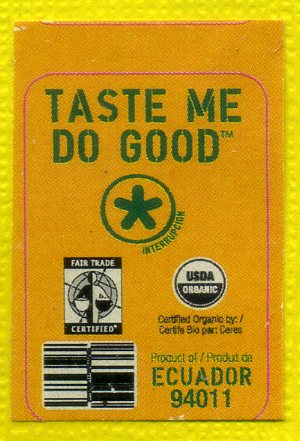 TASTE ME
DO GOOD™
INTERRUPCION
FAIR TRADE
CERTIFIED
USDA
ORGANIC
Certified Organic by: /
Certifié Bio par: Ceres
Product of / Produit de
ECUADOR
94011